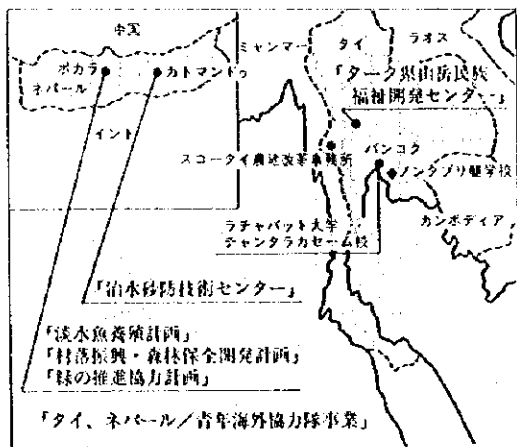 中国
ポカラ
カトマンドゥ
ネパール
インド
ミャンマー
タイ
ラオス
「ターク県山岳民族
福祉開発センター」
スコータイ農地改革事務所
バンコク
ノンタブリ
ラチャパット大学
チャンタラカセーム校
カンボディア
「治水砂防技術センター」
「淡水魚養殖計画」
「村落振興・森林保全開発計画」
「緑の推進協力計画」
「タイ、ネパール／青年海外協力隊事業」